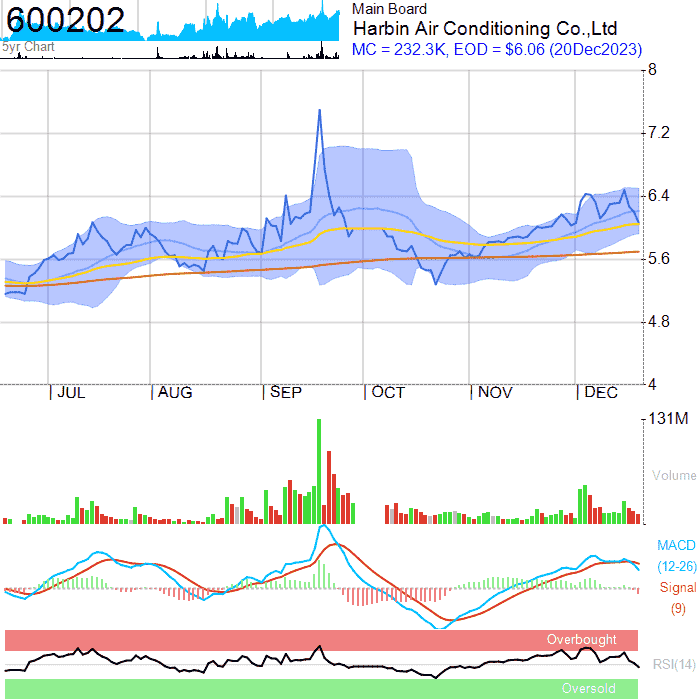 600202
5yr Chart
Main Board
Harbin Air Conditioning Co.,Ltd
MC = 232.3K, EOD = $6.06 (20Dec2023)
8
7.2
6.4
5.6
4.8
4
JUL AUG SEP OCT NOV DEC
131M
Volume
MACD
(12-26)
Signal
(9)
Overbought
RSI(14)
Oversold